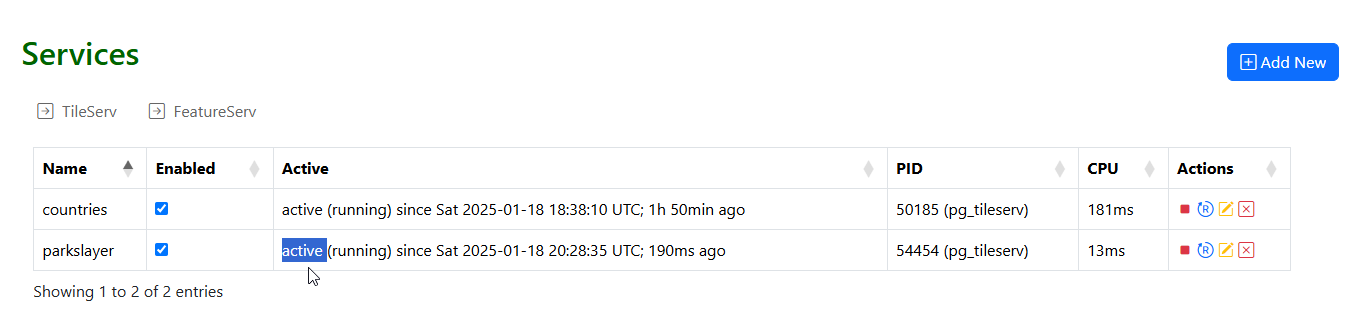 Services
Add New
TileServ FeatureServ
Name Enabled Active PID CPU Actions
countries active (running) since Sat 2025-01-18 18:38:10 UTC; 1h 50min ago 50185 (pg_tileserv) 181ms R
parkslayer active (running) since Sat 2025-01-18 20:28:35 UTC; 190ms ago 54454 (pg_tileserv) 13ms R
Showing 1 to 2 of 2 entries